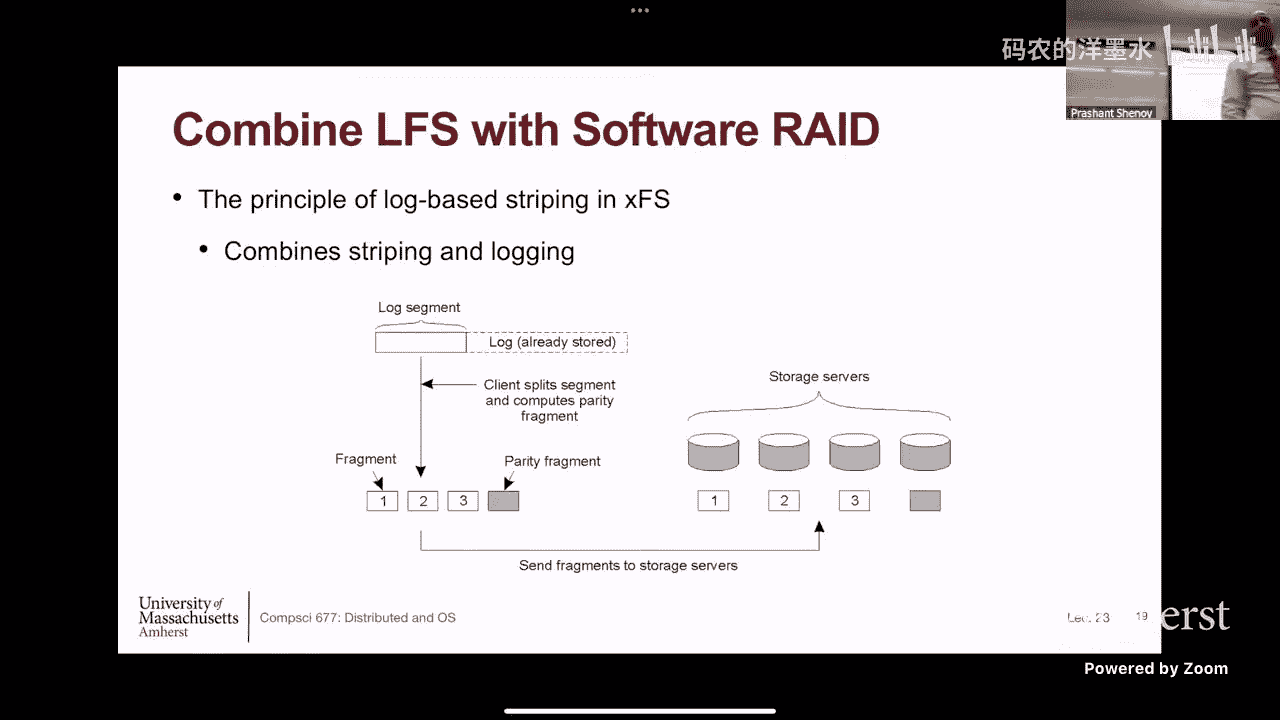 码农的洋墨水
Prashant Shenoy
Combine LFS with Software RAID
• The principle of log-based striping in xFS
• Combines striping and logging
Log segment
Log (already stored)
Client splits segment
and computes parity
fragment
Storage servers
Fragment
Parity fragment
1 2 3
1 2 3
Send fragments to storage servers
University of
Massachusetts
Amherst
Compsci 677: Distributed and OS
Lec. 23
19
erst
Powered by Zoom